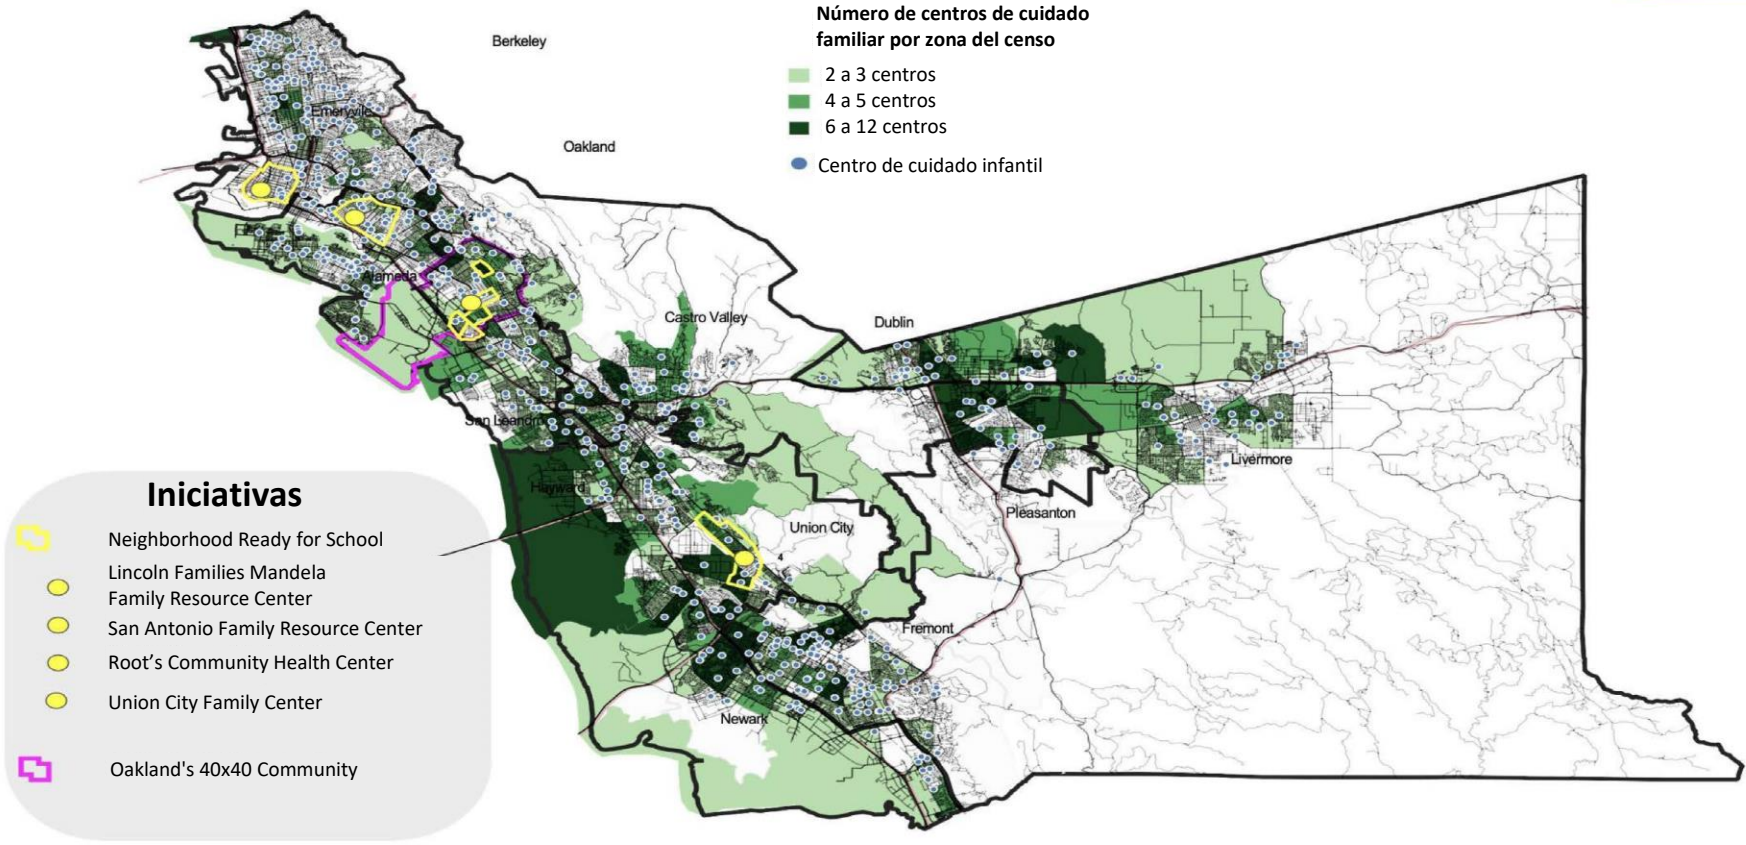 Número de centros de cuidado
familiar por zona del censo
2 a 3 centros
4 a 5 centros
6 a 12 centros
Centro de cuidado infantil
Berkeley
Emeryville
Oakland
2
Alameda
Castro Valley
Dublin
San Leandro
Hayward
Livermore
Pleasanton
Union City
4
Fremont
Newark
Iniciativas
Neighborhood Ready for School
Lincoln Families Mandela
Family Resource Center
San Antonio Family Resource Center
Root's Community Health Center
Union City Family Center
Oakland's 40x40 Community